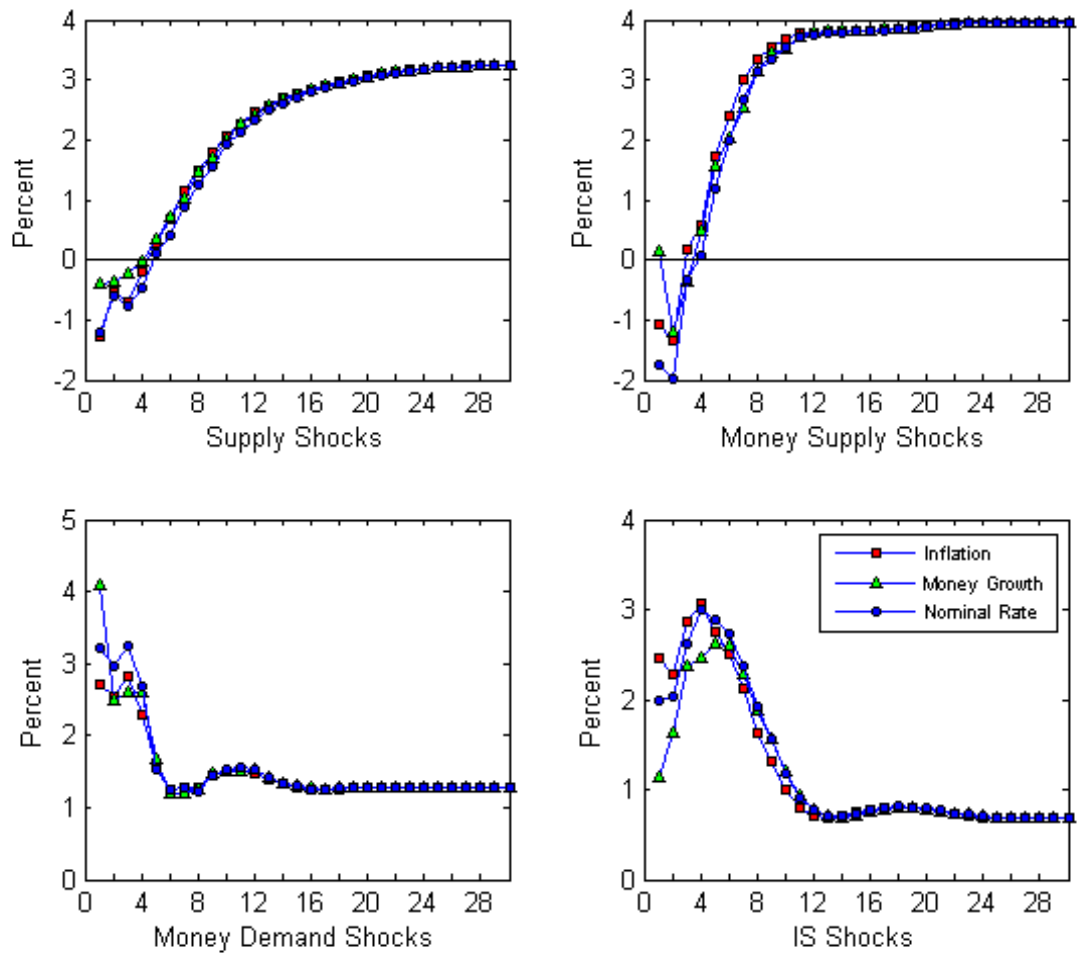 4
3
2
1
0
-1
-2
Percent
0 4 8 12 16 20 24 28
Supply Shocks
4
3
2
1
0
-1
-2
Percent
0 4 8 12 16 20 24 28
Money Supply Shocks
5
4
3
2
1
0
Percent
0 4 8 12 16 20 24 28
Money Demand Shocks
4
3
2
1
0
Percent
Inflation
Money Growth
Nominal Rate
0 4 8 12 16 20 24 28
IS Shocks